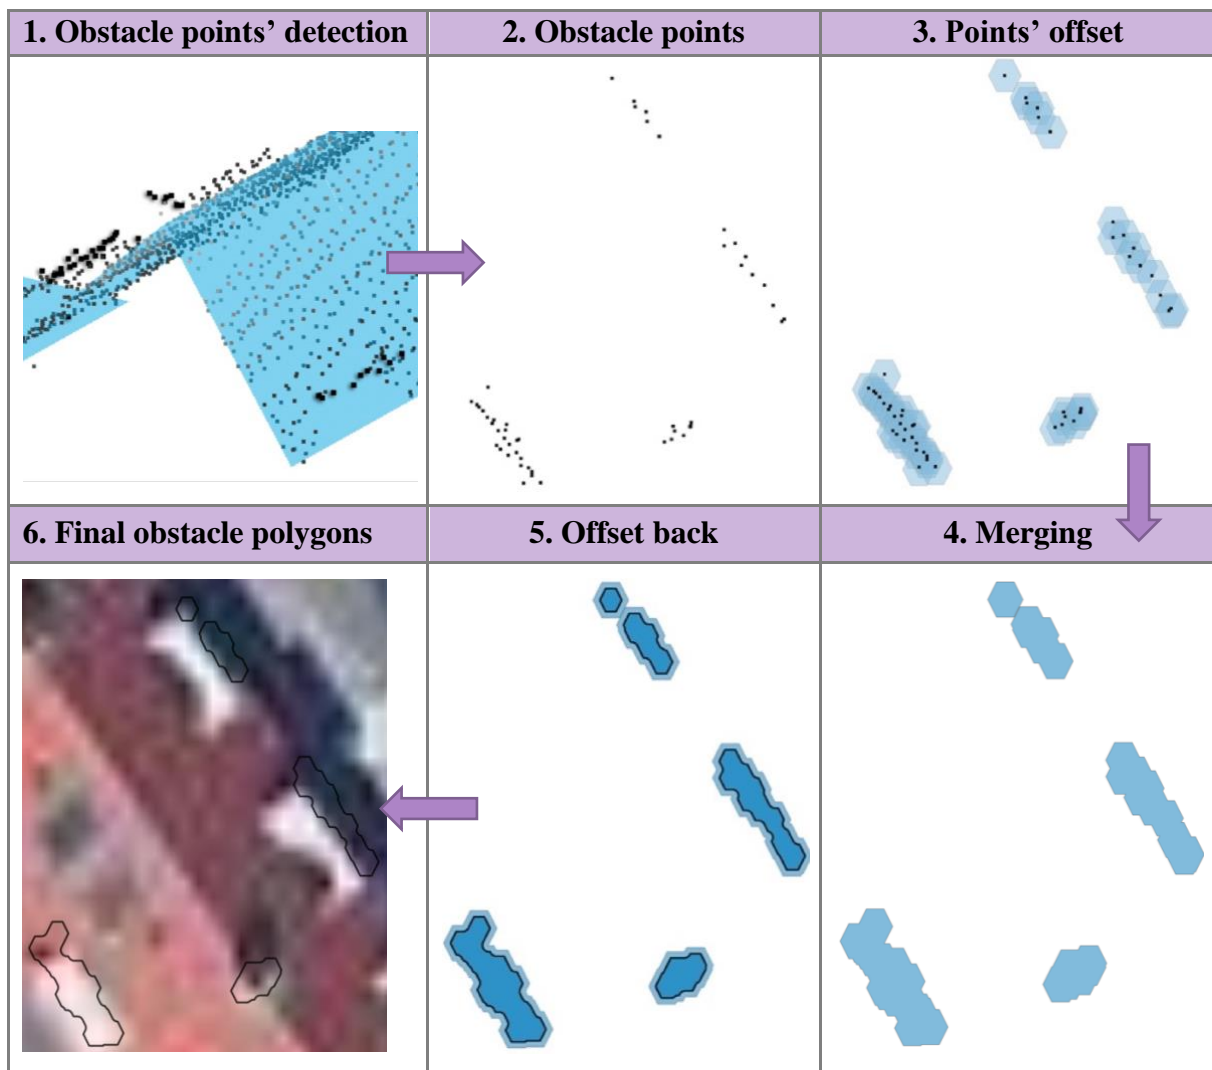 1. Obstacle points’ detection
2. Obstacle points
3. Points’ offset
6. Final obstacle polygons
5. Offset back
4. Merging